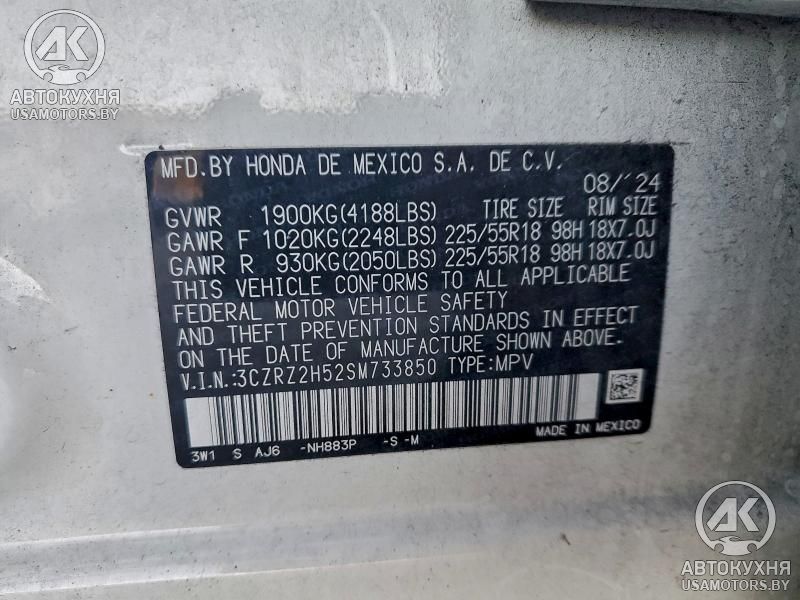 АК
АВТОКУХНЯ
USAMOTORS.BY
MFD.BY HONDA DE MEXICO S.A. DE C.V.
08/'24
GVWR 1900KG(4188LBS) TIRE SIZE RIM SIZE
GAWR F 1020KG(2248LBS) 225/55R18 98H 18X7.0J
GAWR R 930KG(2050LBS) 225/55R18 98H 18X7.0J
THIS VEHICLE CONFORMS TO ALL APPLICABLE
FEDERAL MOTOR VEHICLE SAFETY
AND THEFT PREVENTION STANDARDS IN EFFECT
ON THE DATE OF MANUFACTURE SHOWN ABOVE.
V.I.N.:3CZRZ2H52SM733850 TYPE:MPV
3W1 S AJ6 -NH883P -S -M MADE IN MEXICO
АК
АВТОКУХНЯ
USAMOTORS.BY